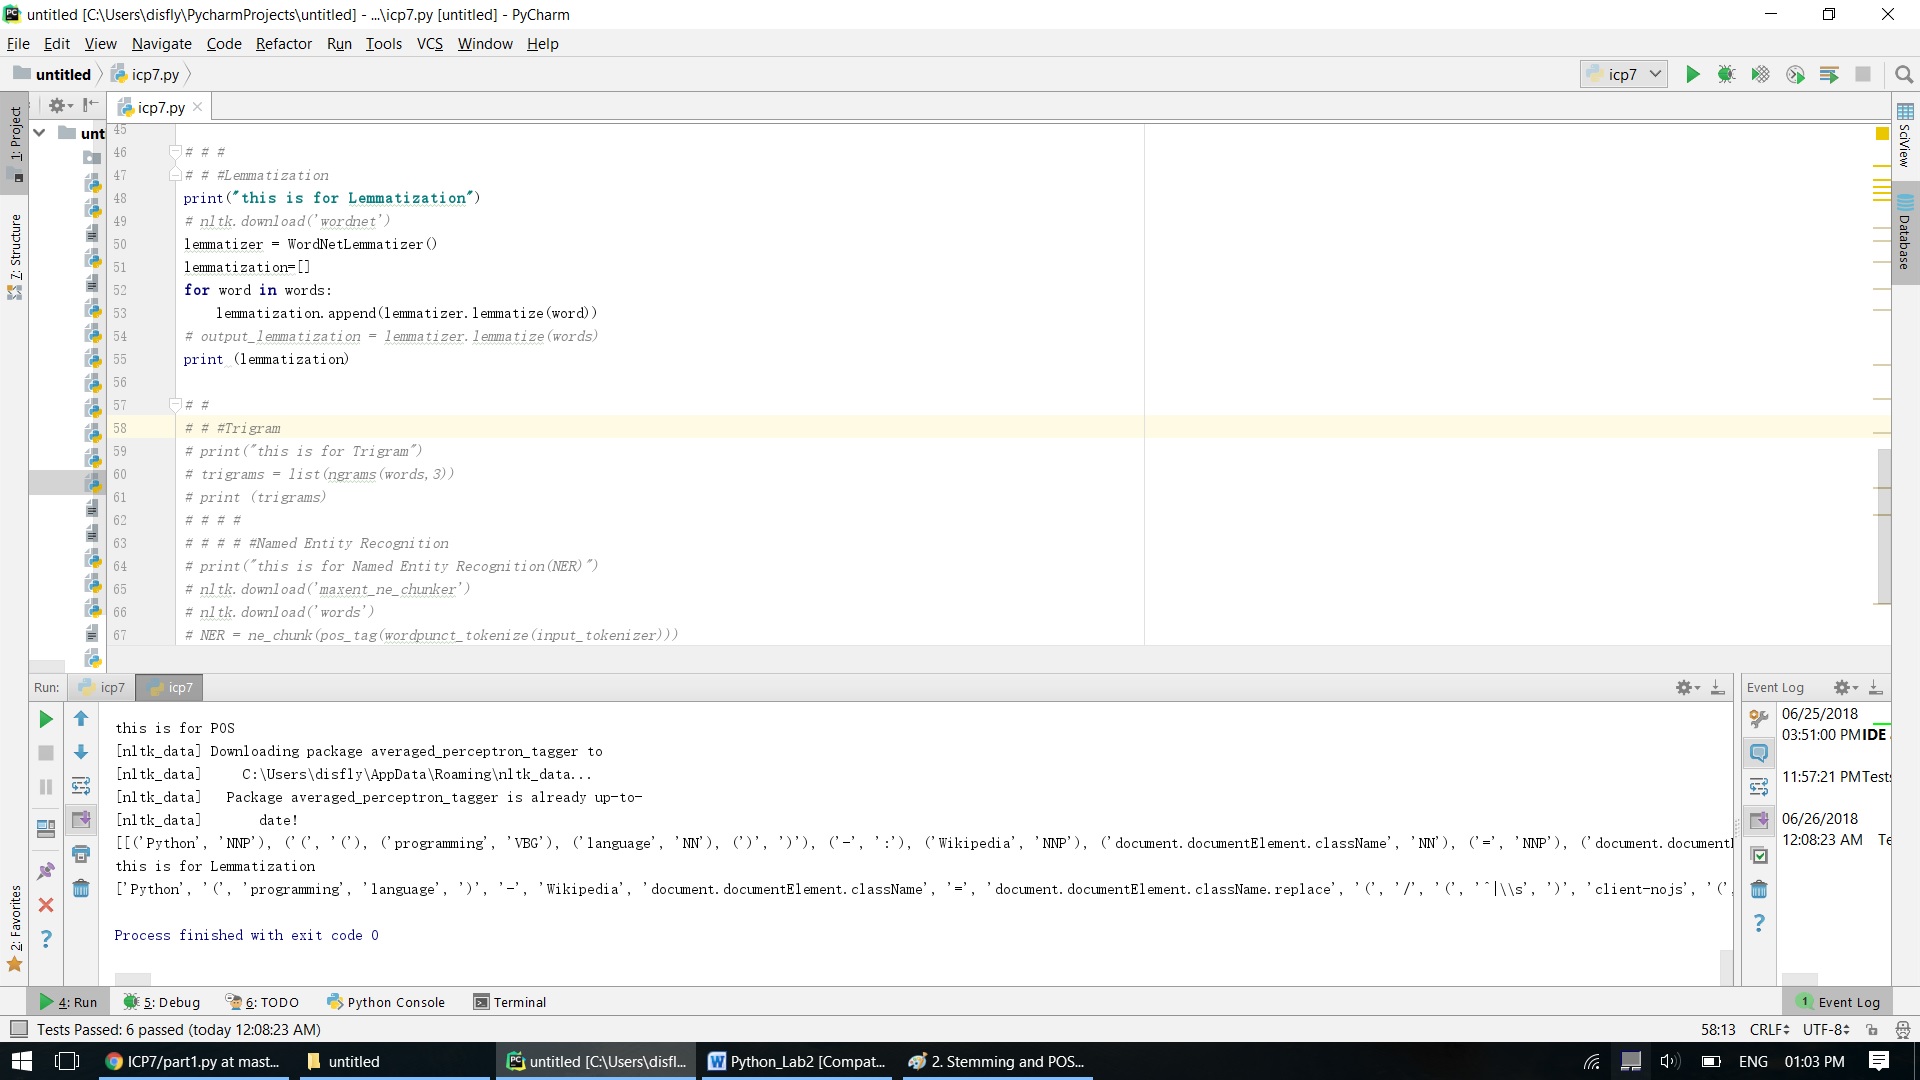 untitled [C:\Users\disfly\PycharmProjects\untitled] - ...\icp7.py [untitled] - PyCharm
File Edit View Navigate Code Refactor Run Tools VCS Window Help
untitled icp7.py icp7
1: Project
7: Structure
2: Favorites
SciView
Database
icp7.py
unt
45
46 # # #
47 # # #Lemmatization
48 print("this is for Lemmatization")
49 # nltk.download('wordnet')
50 lemmatizer = WordNetLemmatizer()
51 lemmatization=[]
52 for word in words:
53 lemmatization.append(lemmatizer.lemmatize(word))
54 # output_lemmatization = lemmatizer.lemmatize(words)
55 print (lemmatization)
56
57 # #
58 # # #Trigram
59 # print("this is for Trigram")
60 # trigrams = list(ngrams(words,3))
61 # print (trigrams)
62 # # # #
63 # # # # #Named Entity Recognition
64 # print("this is for Named Entity Recognition(NER)")
65 # nltk.download('maxent_ne_chunker')
66 # nltk.download('words')
67 # NER = ne_chunk(pos_tag(wordpunct_tokenize(input_tokenizer)))
Run: icp7 icp7
this is for POS
[nltk_data] Downloading package averaged_perceptron_tagger to
[nltk_data] C:\Users\disfly\AppData\Roaming\nltk_data...
[nltk_data] Package averaged_perceptron_tagger is already up-to-
[nltk_data] date!
[[('Python', 'NNP'), ('(', '('), ('programming', 'VBG'), ('language', 'NN'), (')', ')'), ('-', ':'), ('Wikipedia', 'NNP'), ('document.documentElement.className', 'NN'), ('=', 'NNP'), ('document.document
this is for Lemmatization
['Python', '(', 'programming', 'language', ')', '-', 'Wikipedia', 'document.documentElement.className', '=', 'document.documentElement.className.replace', '(', '/', '(', '^|\\s', ')', 'client-nojs', '(',
Process finished with exit code 0
Event Log
06/25/2018
03:51:00 PM IDE
11:57:21 PM Tests
06/26/2018
12:08:23 AM Te
4: Run 5: Debug 6: TODO Python Console Terminal 1 Event Log
Tests Passed: 6 passed (today 12:08:23 AM) 58:13 CRLF UTF-8
ICP7/part1.py at mast... untitled untitled [C:\Users\disfl... Python_Lab2 [Compat... 2. Stemming and POS... ENG 01:03 PM